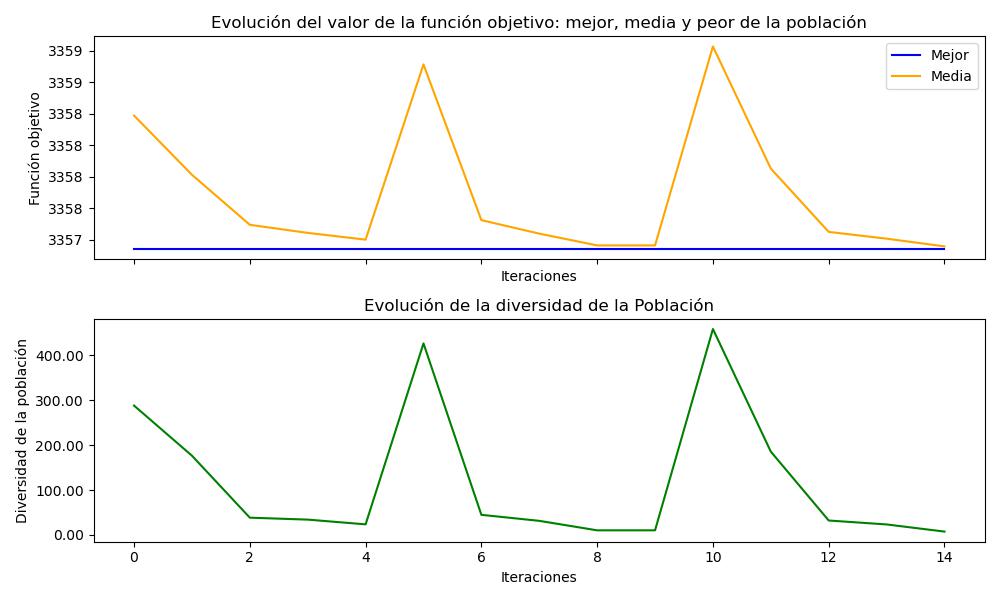 Evolución del valor de la función objetivo: mejor, media y peor de la población
Función objetivo
3359
3359
3358
3358
3358
3358
3357
Mejor
Media
Iteraciones
Evolución de la diversidad de la Población
Diversidad de la población
400.00
300.00
200.00
100.00
0.00
0 2 4 6 8 10 12 14
Iteraciones